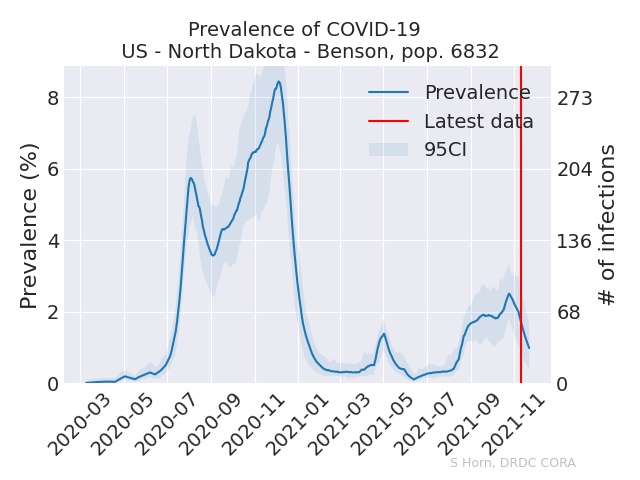 Prevalence of COVID-19
US - North Dakota - Benson, pop. 6832
Prevalence
Latest data
95CI
Prevalence (%)
8
6
4
2
0
# of infections
273
204
136
68
0
2020-03
2020-05
2020-07
2020-09
2020-11
2021-01
2021-03
2021-05
2021-07
2021-09
2021-11
S Horn, DRDC CORA